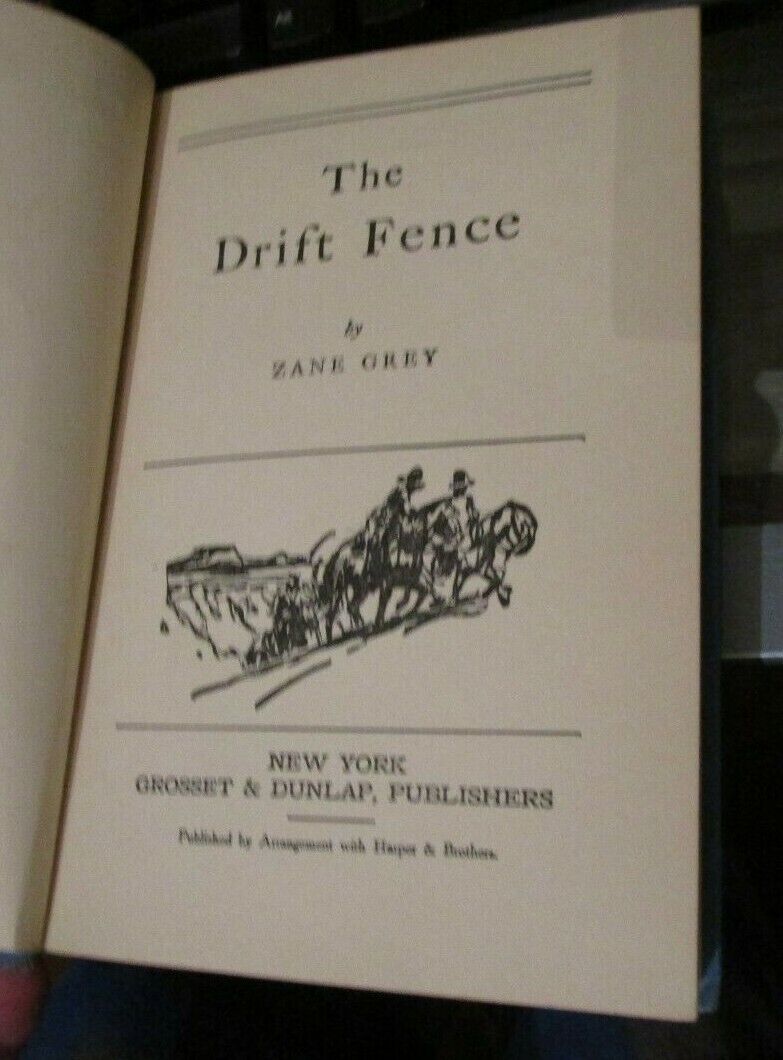 The
Drift Fence
by
ZANE GREY
NEW YORK
GROSSET & DUNLAP, PUBLISHERS
Published by Arrangement with Harper & Brothers.